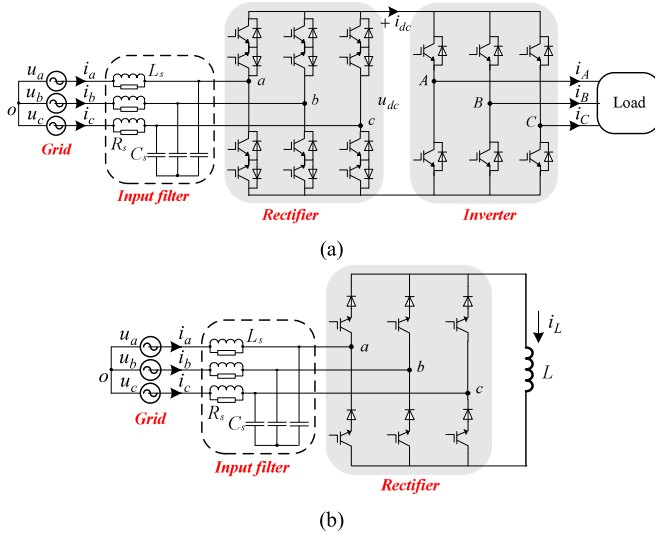 + i_dc
u_a i_a L_s a
u_b i_b b
o u_c i_c c
Grid R_s C_s
u_dc
A i_A
B i_B
C i_C
Load
Input filter
Rectifier
Inverter
(a)
u_a i_a L_s a
u_b i_b b
o u_c i_c c
Grid R_s C_s
i_L
L
Input filter
Rectifier
(b)